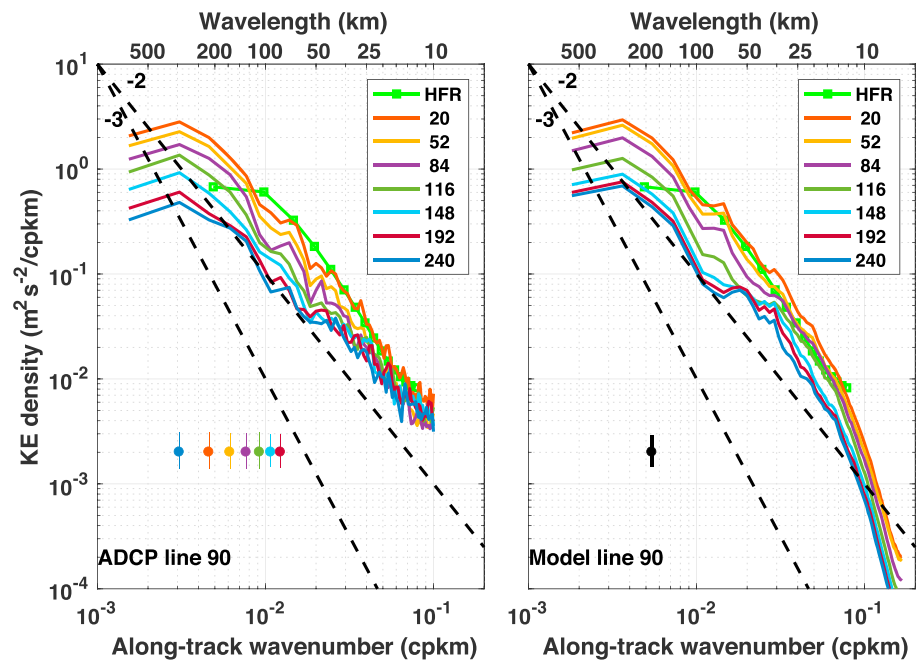 Wavelength (km)
500 200 100 50 25 10
10^1
10^0
10^-1
10^-2
10^-3
10^-4
KE density (m^2 s^-2/cpkm)
-2
-3
HFR
20
52
84
116
148
192
240
ADCP line 90
10^-3 10^-2 10^-1
Along-track wavenumber (cpkm)
Wavelength (km)
500 200 100 50 25 10
-2
-3
HFR
20
52
84
116
148
192
240
Model line 90
10^-3 10^-2 10^-1
Along-track wavenumber (cpkm)